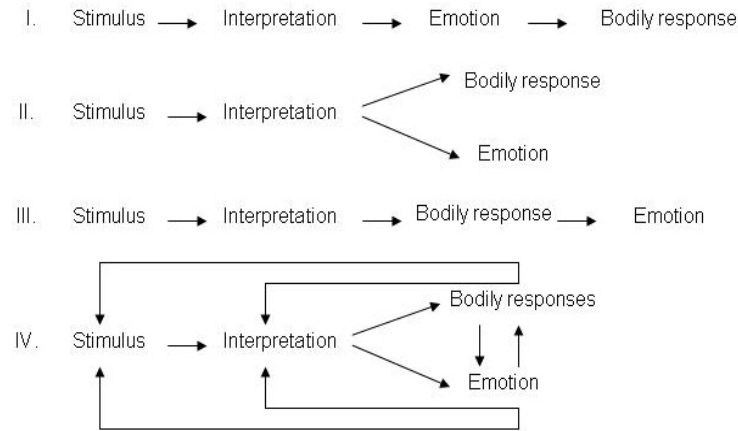 I. Stimulus Interpretation Emotion Bodily response
Bodily response
II. Stimulus Interpretation
Emotion
III. Stimulus Interpretation Bodily response Emotion
Bodily responses
IV. Stimulus Interpretation
Emotion